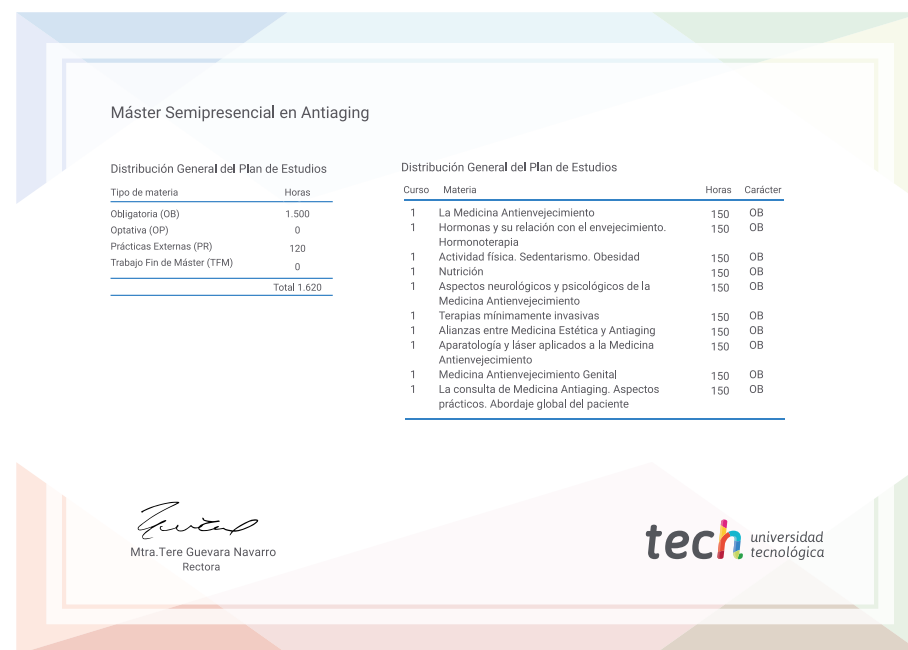 Máster Semipresencial en Antiaging
Distribución General del Plan de Estudios
Tipo de materia Horas
Obligatoria (OB) 1.500
Optativa (OP) 0
Prácticas Externas (PR) 120
Trabajo Fin de Máster (TFM) 0
Total 1.620
Distribución General del Plan de Estudios
Curso Materia Horas Carácter
1 La Medicina Antienvejecimiento 150 OB
1 Hormonas y su relación con el envejecimiento. 150 OB
Hormonoterapia
1 Actividad física. Sedentarismo. Obesidad 150 OB
1 Nutrición 150 OB
1 Aspectos neurológicos y psicológicos de la 150 OB
Medicina Antienvejecimiento
1 Terapias mínimamente invasivas 150 OB
1 Alianzas entre Medicina Estética y Antiaging 150 OB
1 Aparatología y láser aplicados a la Medicina 150 OB
Antienvejecimiento
1 Medicina Antienvejecimiento Genital 150 OB
1 La consulta de Medicina Antiaging. Aspectos 150 OB
prácticos. Abordaje global del paciente
Mtra.Tere Guevara Navarro
Rectora
tech universidad
tecnológica